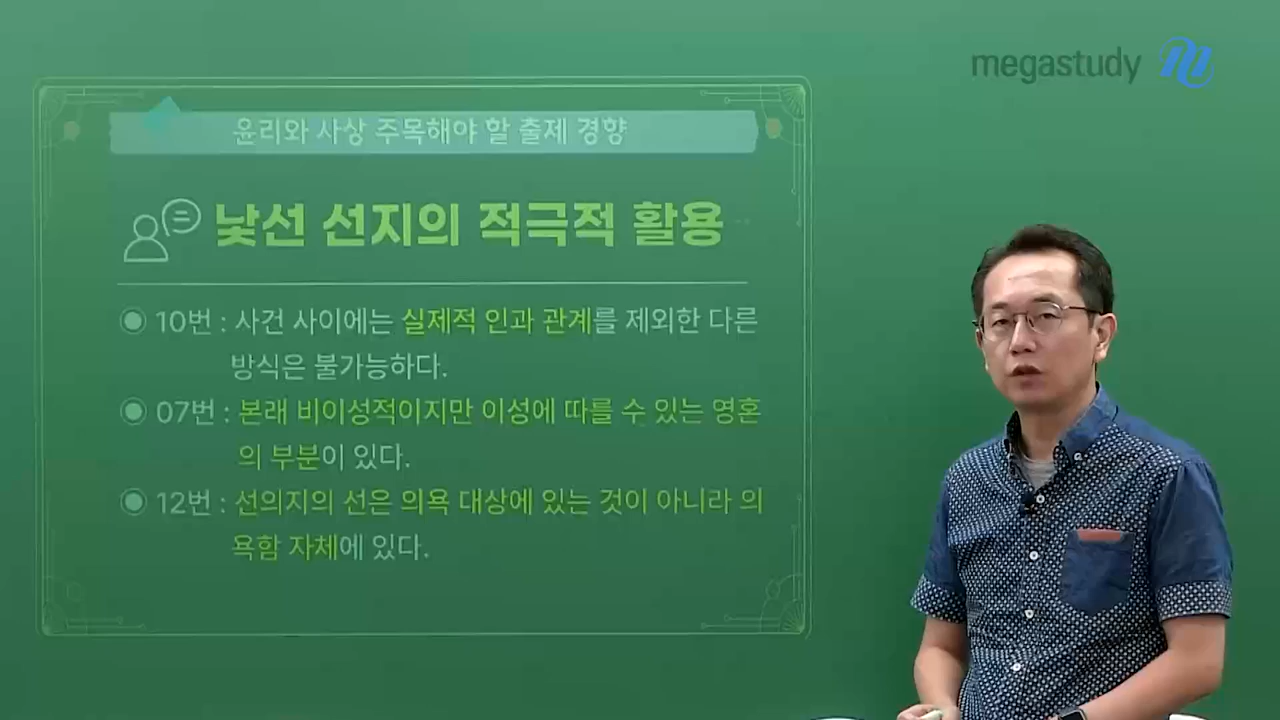 megastudy
윤리와 사상 주목해야 할 출제 경향
낯선 선지의 적극적 활용
10번 : 사건 사이에는 실제적 인과 관계를 제외한 다른
방식은 불가능하다.
07번 : 본래 비이성적이지만 이성에 따를 수 있는 영혼
의 부분이 있다.
12번 : 선의지의 선은 의욕 대상에 있는 것이 아니라 의
욕함 자체에 있다.